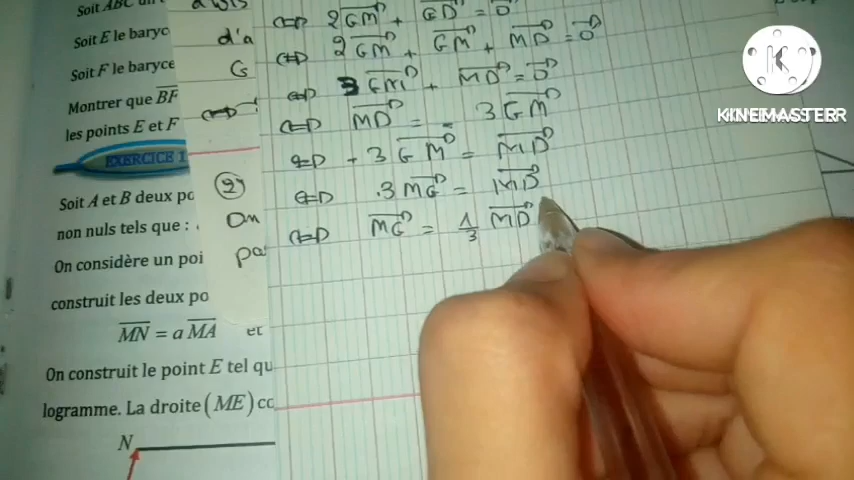 Soit ABC un
Soit E le baryc
Soit F le baryce
Montrer que BF
les points E et F
EXERCICE 1
Soit A et B deux po
non nuls tels que :
On considère un poi
construit les deux po
MN = a MA et
On construit le point E tel qu
logramme. La droite (ME) co
N
d'a
G
2)
On
pa
⟺ 2GM + GD = 0
⟺ 2GM + GM + MD = 0
⟺ 3GM + MD = 0
⟺ MD = - 3GM
⟺ - 3GM = MD
⟺ 3MG = MD
⟺ MG = 1/3 MD
K
KINEMASTER